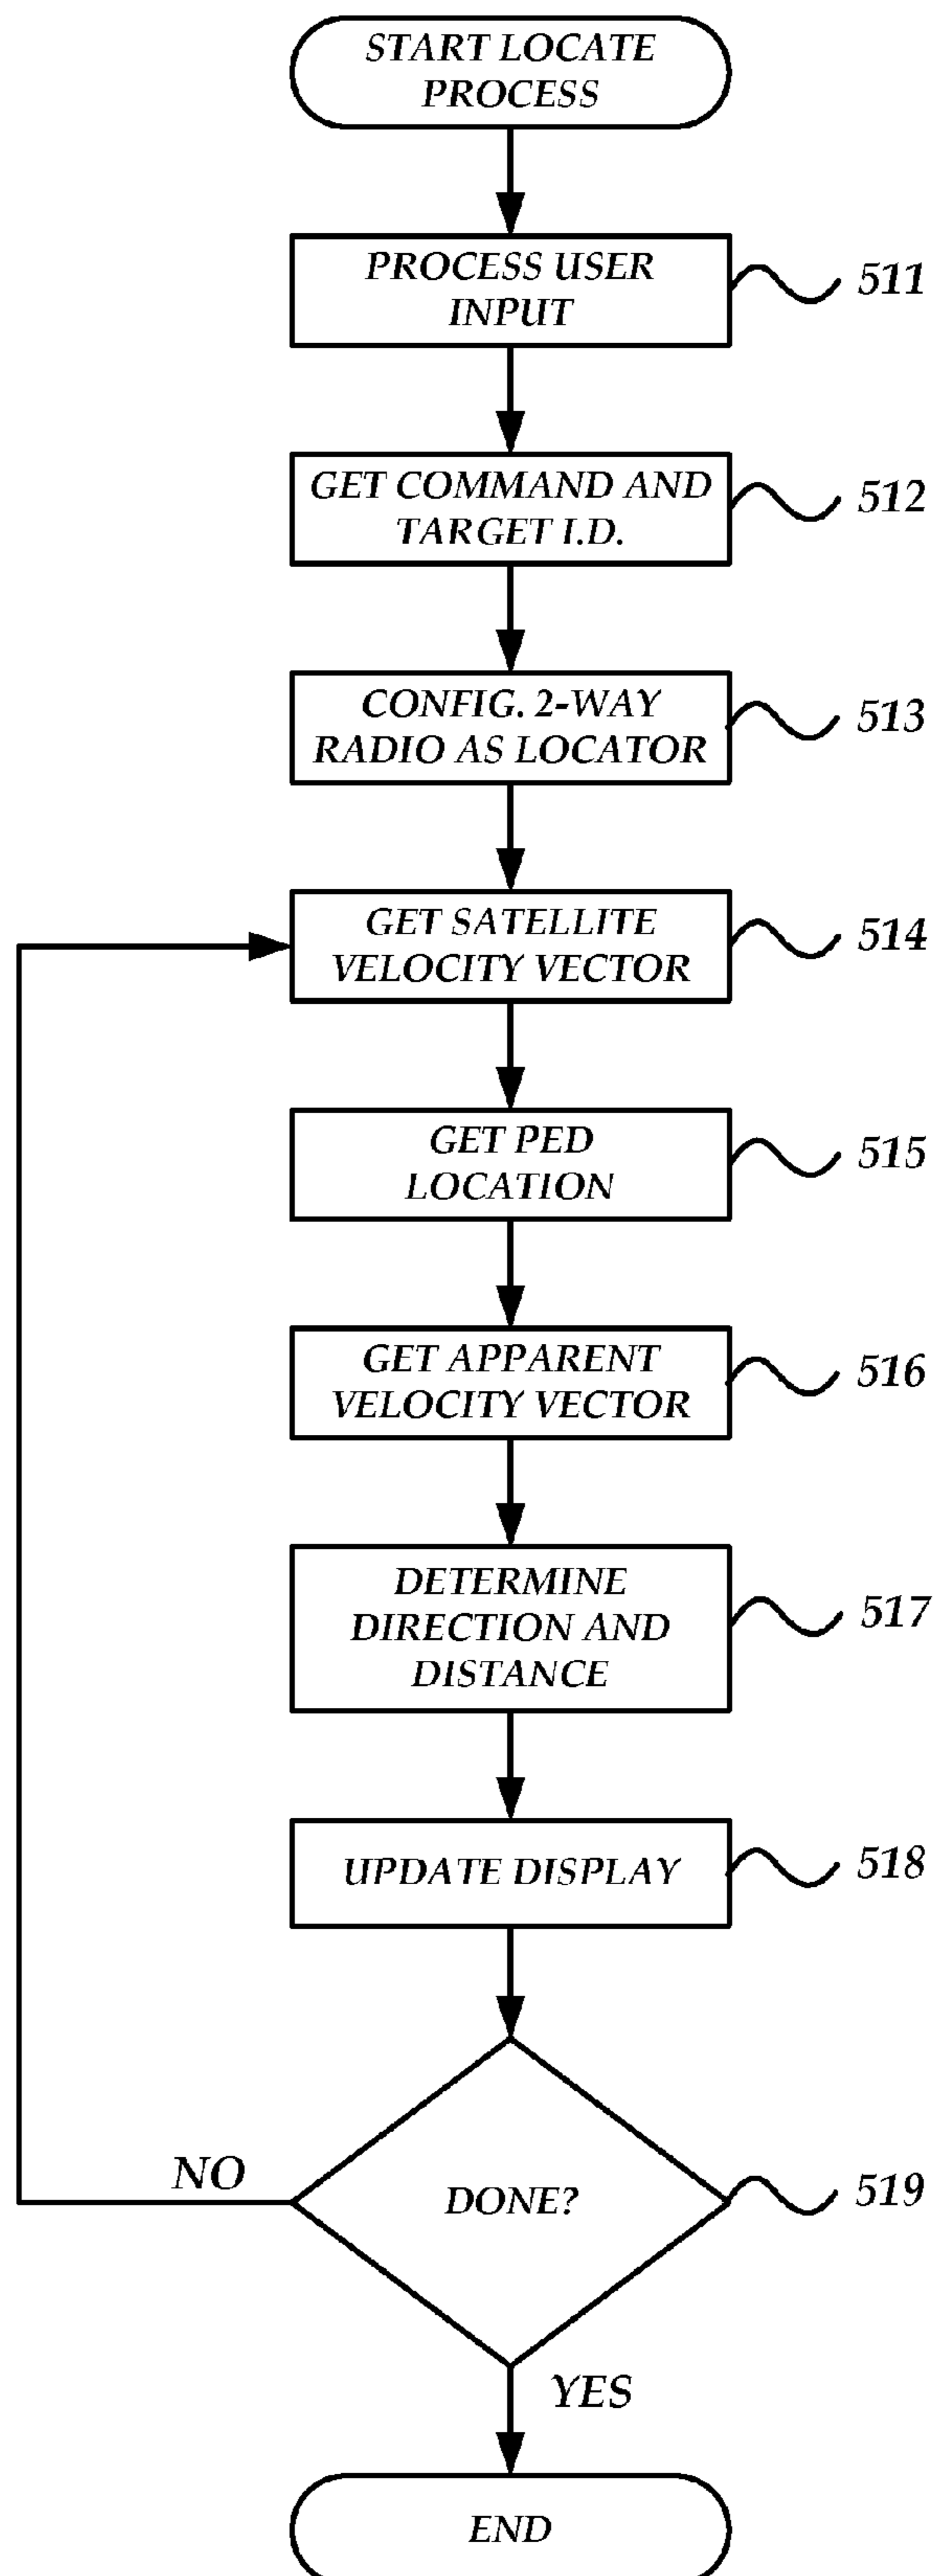 START LOCATE
PROCESS
PROCESS USER
INPUT
511
GET COMMAND AND
TARGET I.D.
512
CONFIG. 2-WAY
RADIO AS LOCATOR
513
GET SATELLITE
VELOCITY VECTOR
514
GET PED
LOCATION
515
GET APPARENT
VELOCITY VECTOR
516
DETERMINE
DIRECTION AND
DISTANCE
517
UPDATE DISPLAY
518
NO
DONE?
519
YES
END